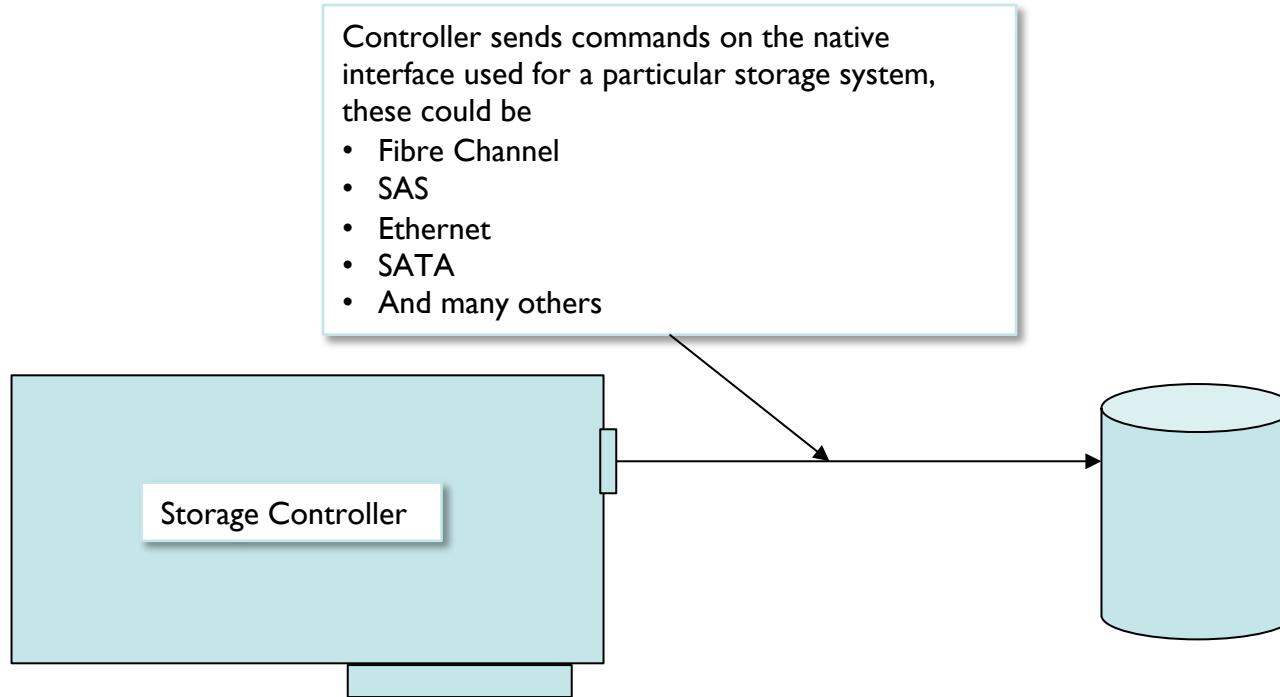 Controller sends commands on the native
interface used for a particular storage system,
these could be
• Fibre Channel
• SAS
• Ethernet
• SATA
• And many others
Storage Controller